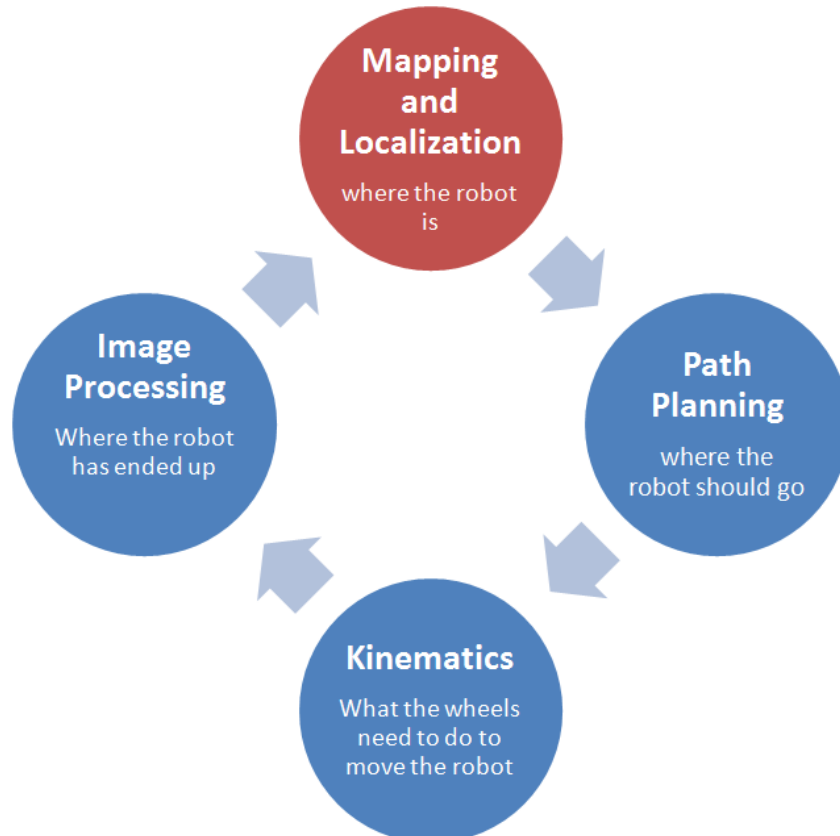 Mapping
and
Localization
where the robot
is
Path
Planning
where the
robot should go
Kinematics
What the wheels
need to do to
move the robot
Image
Processing
Where the robot
has ended up